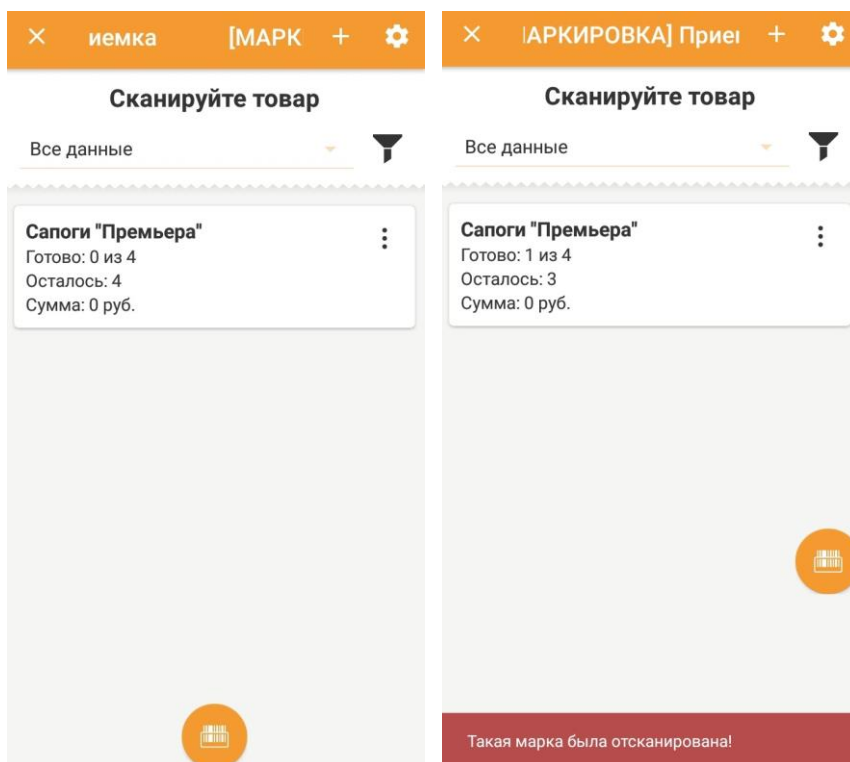 иемка [МАРК
Сканируйте товар
Все данные
Сапоги "Премьера"
Готово: 0 из 4
Осталось: 4
Сумма: 0 руб.
АРКИРОВКА] Прие
Сканируйте товар
Все данные
Сапоги "Премьера"
Готово: 1 из 4
Осталось: 3
Сумма: 0 руб.
Такая марка была отсканирована!